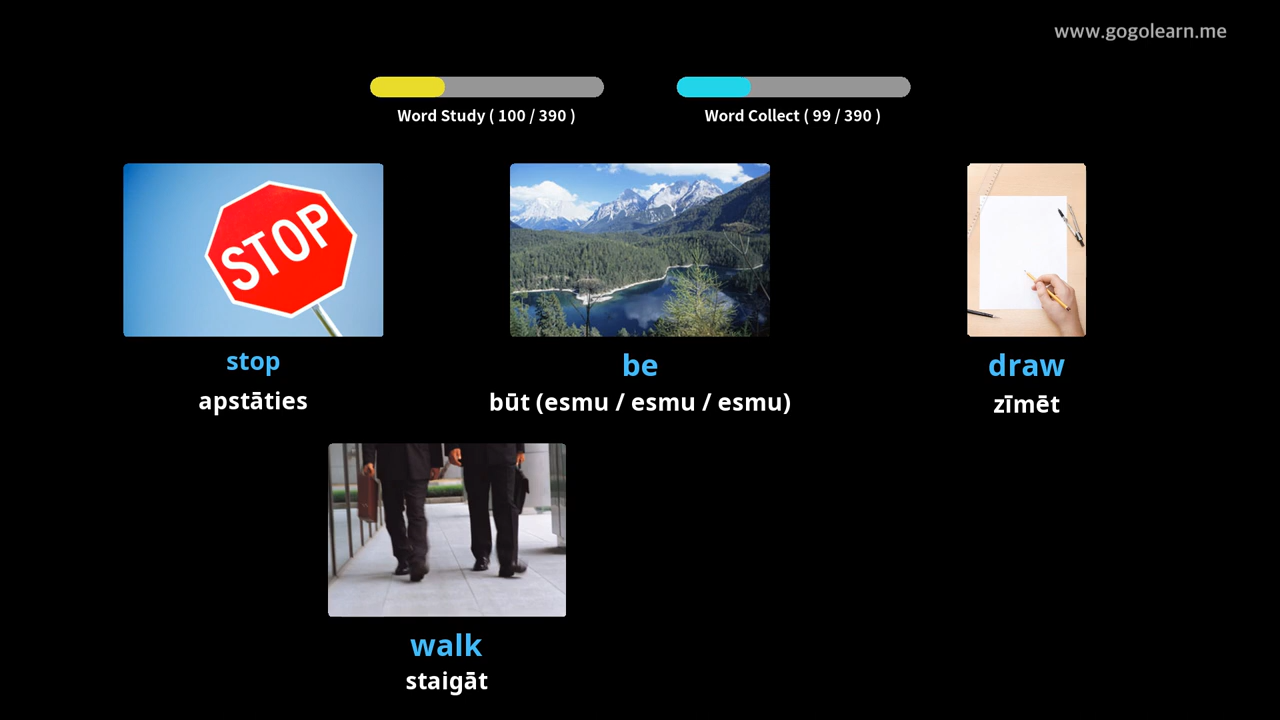 www.gogolearn.me
Word Study ( 100 / 390 )
Word Collect ( 99 / 390 )
STOP
stop
apstāties
be
būt (esmu / esmu / esmu)
draw
zīmēt
walk
staigāt